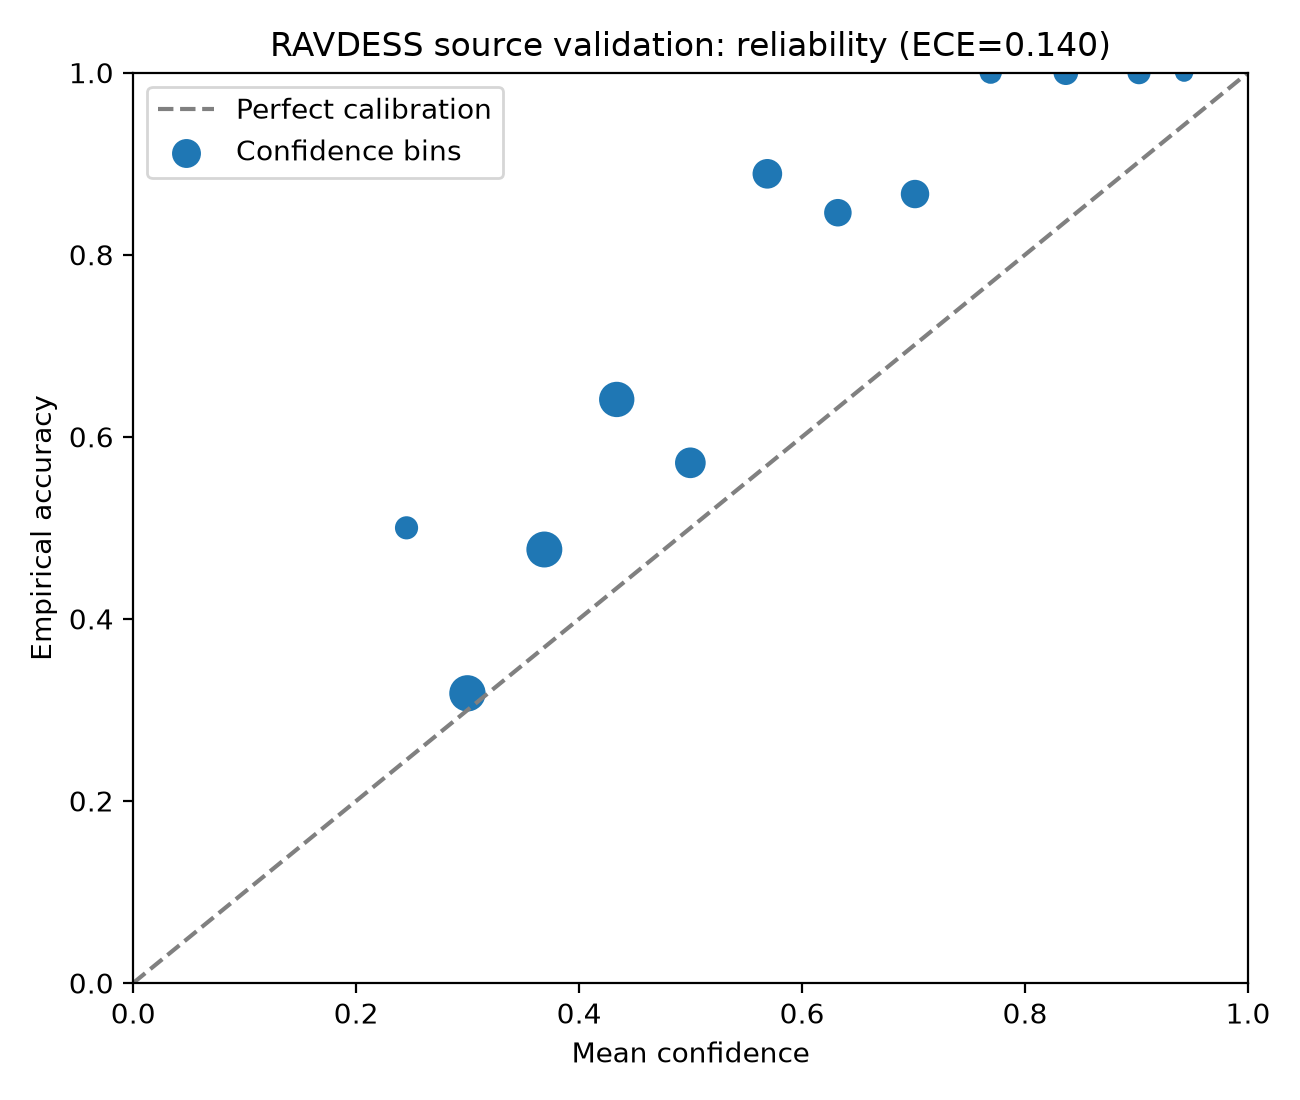 RAVDESS source validation: reliability (ECE=0.140)
Perfect calibration
Confidence bins
Empirical accuracy
1.0
0.8
0.6
0.4
0.2
0.0
0.0 0.2 0.4 0.6 0.8 1.0
Mean confidence